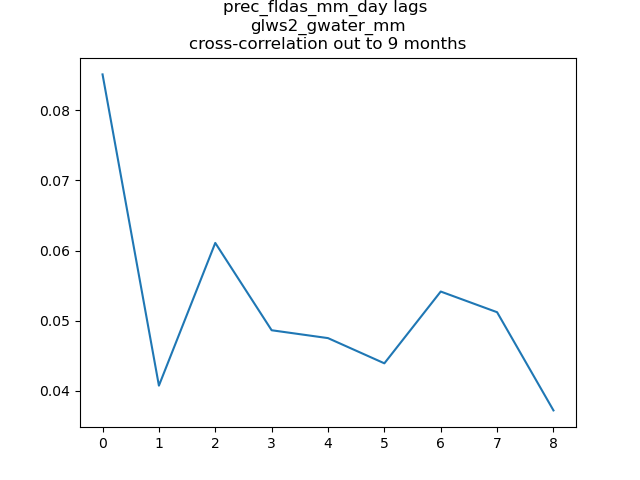 prec_fldas_mm_day lags
glws2_gwater_mm
cross-correlation out to 9 months
0.08
0.07
0.06
0.05
0.04
0 1 2 3 4 5 6 7 8